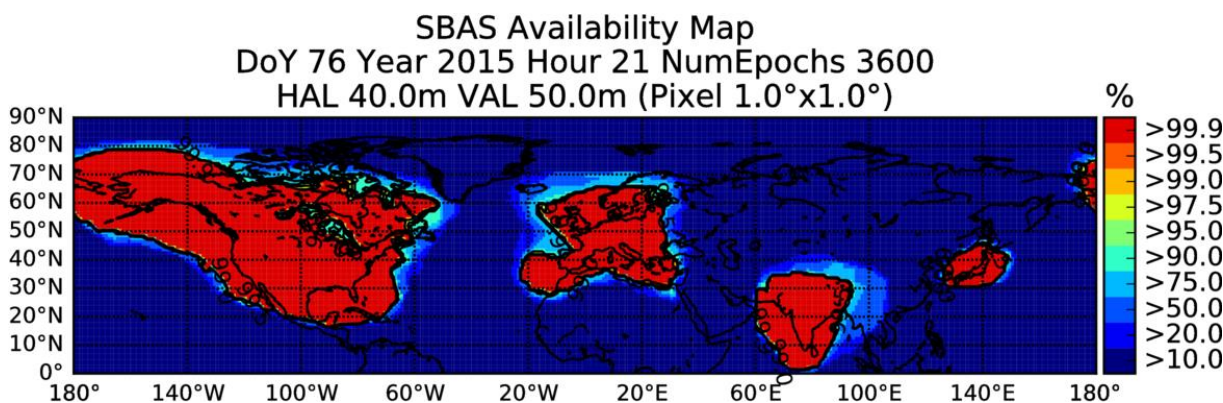 SBAS Availability Map
DoY 76 Year 2015 Hour 21 NumEpochs 3600
HAL 40.0m VAL 50.0m (Pixel 1.0°x1.0°)
%
90°N
80°N
70°N
60°N
50°N
40°N
30°N
20°N
10°N
0°
>99.9
>99.5
>99.0
>97.5
>95.0
>90.0
>75.0
>50.0
>20.0
>10.0
180°
140°W
100°W
60°W
20°W
20°E
60°E
100°E
140°E
180°